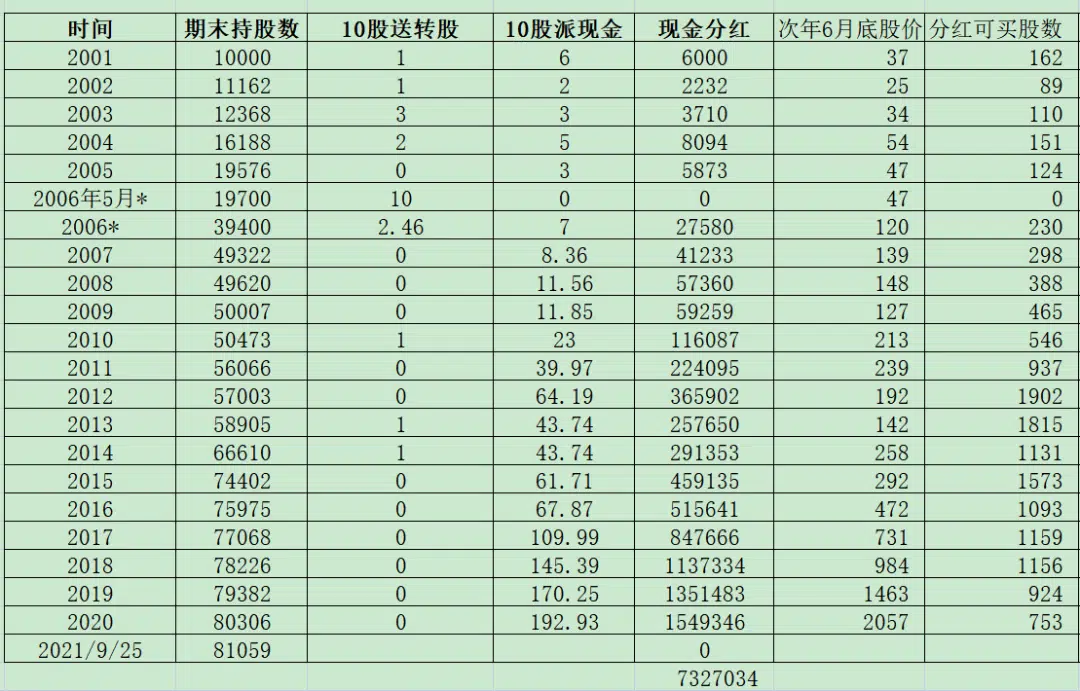 时间 期末持股数 10股送转股 10股派现金 现金分红 次年6月底股价 分红可买股数
2001 10000 1 6 6000 37 162
2002 11162 1 2 2232 25 89
2003 12368 3 3 3710 34 110
2004 16188 2 5 8094 54 151
2005 19576 0 3 5873 47 124
2006年5月* 19700 10 0 0 47 0
2006* 39400 2.46 7 27580 120 230
2007 49322 0 8.36 41233 139 298
2008 49620 0 11.56 57360 148 388
2009 50007 0 11.85 59259 127 465
2010 50473 1 23 116087 213 546
2011 56066 0 39.97 224095 239 937
2012 57003 0 64.19 365902 192 1902
2013 58905 1 43.74 257650 142 1815
2014 66610 1 43.74 291353 258 1131
2015 74402 0 61.71 459135 292 1573
2016 75975 0 67.87 515641 472 1093
2017 77068 0 109.99 847666 731 1159
2018 78226 0 145.39 1137334 984 1156
2019 79382 0 170.25 1351483 1463 924
2020 80306 0 192.93 1549346 2057 753
2021/9/25 81059 0
7327034